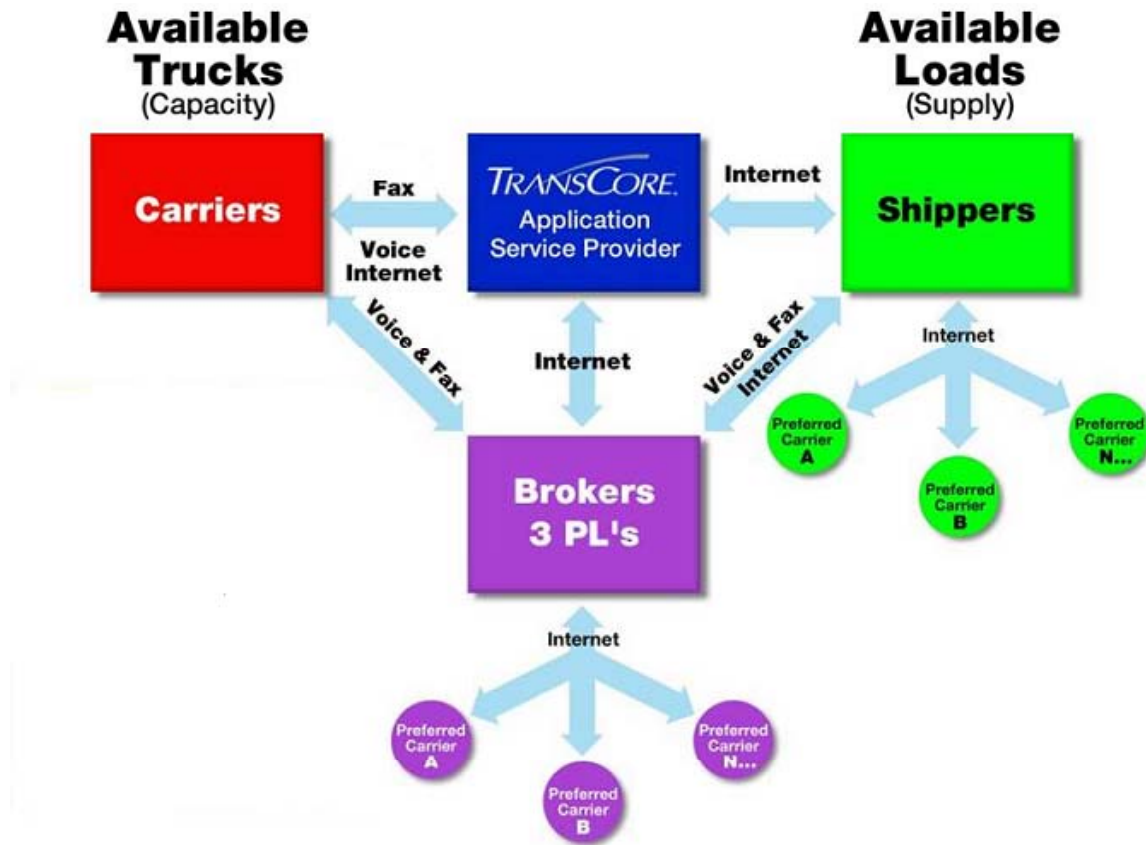 Available
Trucks
(Capacity)
Available
Loads
(Supply)
Carriers
Fax
Voice
Internet
TRANSCORE®
Application
Service Provider
Internet
Shippers
Voice & Fax
Internet
Voice & Fax
Internet
Internet
Preferred
Carrier
A
Preferred
Carrier
B
Preferred
Carrier
N...
Brokers
3 PL's
Internet
Preferred
Carrier
A
Preferred
Carrier
B
Preferred
Carrier
N...